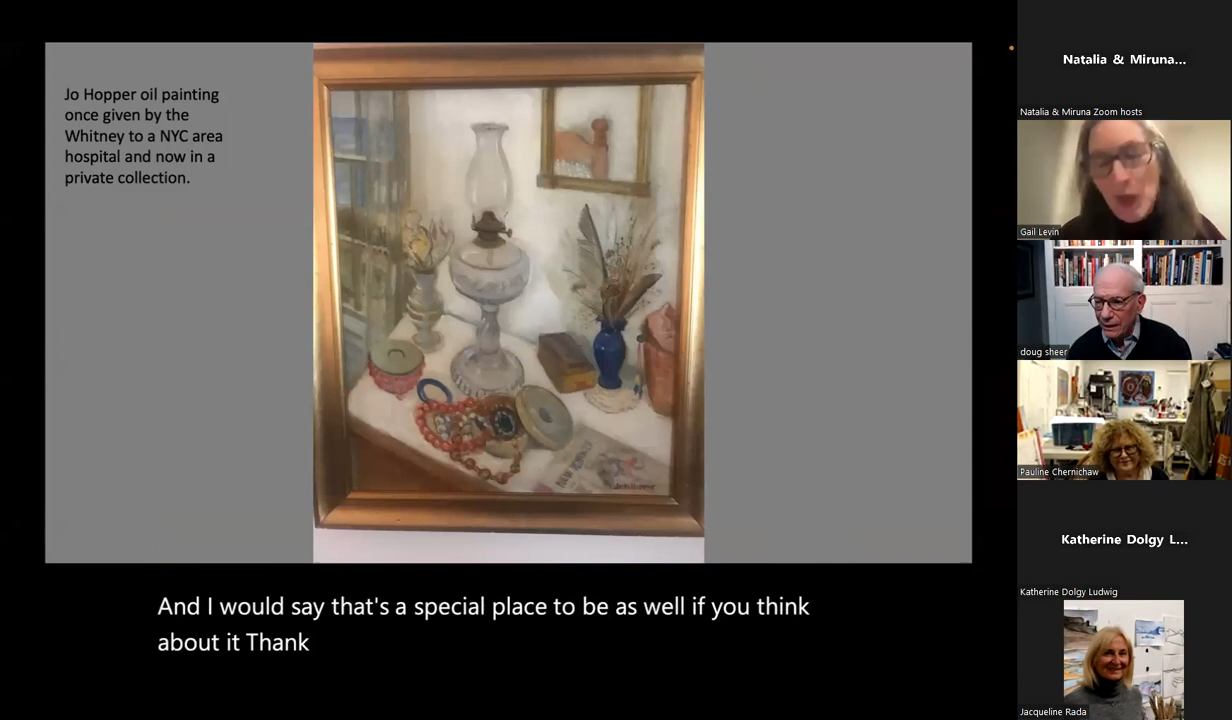 Jo Hopper oil painting
once given by the
Whitney to a NYC area
hospital and now in a
private collection.
And I would say that's a special place to be as well if you think
about it Thank
Natalia & Miruna...
Natalia & Miruna Zoom hosts
Gail Levin
doug sheer
Pauline Chernichaw
Katherine Dolgy L...
Katherine Dolgy Ludwig
Jacqueline Rada